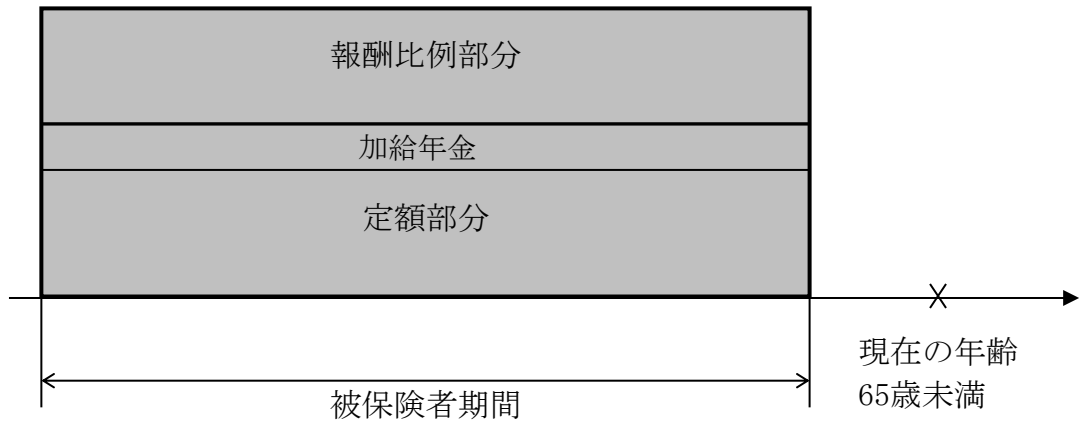 報酬比例部分
加給年金
定額部分
現在の年齢
65歳未満
被保険者期間